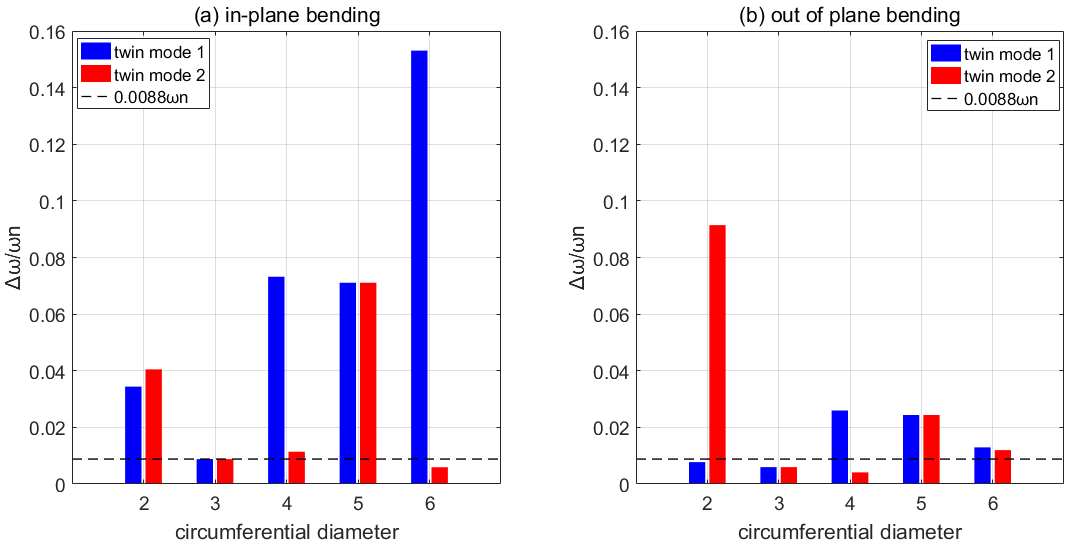 (a) in-plane bending
twin mode 1
twin mode 2
0.0088ωn
0.16
0.14
0.12
0.1
0.08
0.06
0.04
0.02
0
Δω/ωn
2 3 4 5 6
circumferential diameter
(b) out of plane bending
twin mode 1
twin mode 2
0.0088ωn
0.16
0.14
0.12
0.1
0.08
0.06
0.04
0.02
0
Δω/ωn
2 3 4 5 6
circumferential diameter